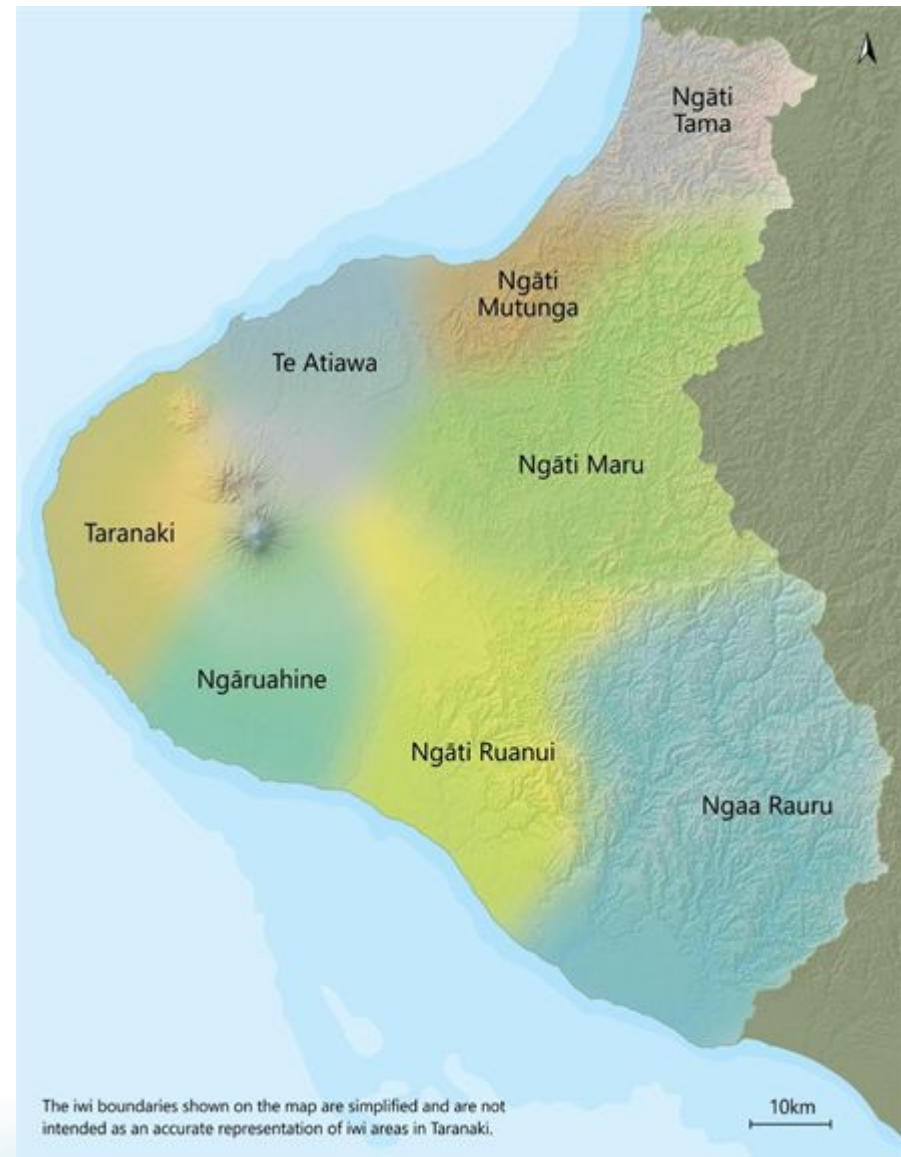 Ngāti
Tama
Ngāti
Mutunga
Te Atiawa
Ngāti Maru
Taranaki
Ngāruahine
Ngāti Ruanui
Ngaa Rauru
The iwi boundaries shown on the map are simplified and are not
intended as an accurate representation of iwi areas in Taranaki.
10km